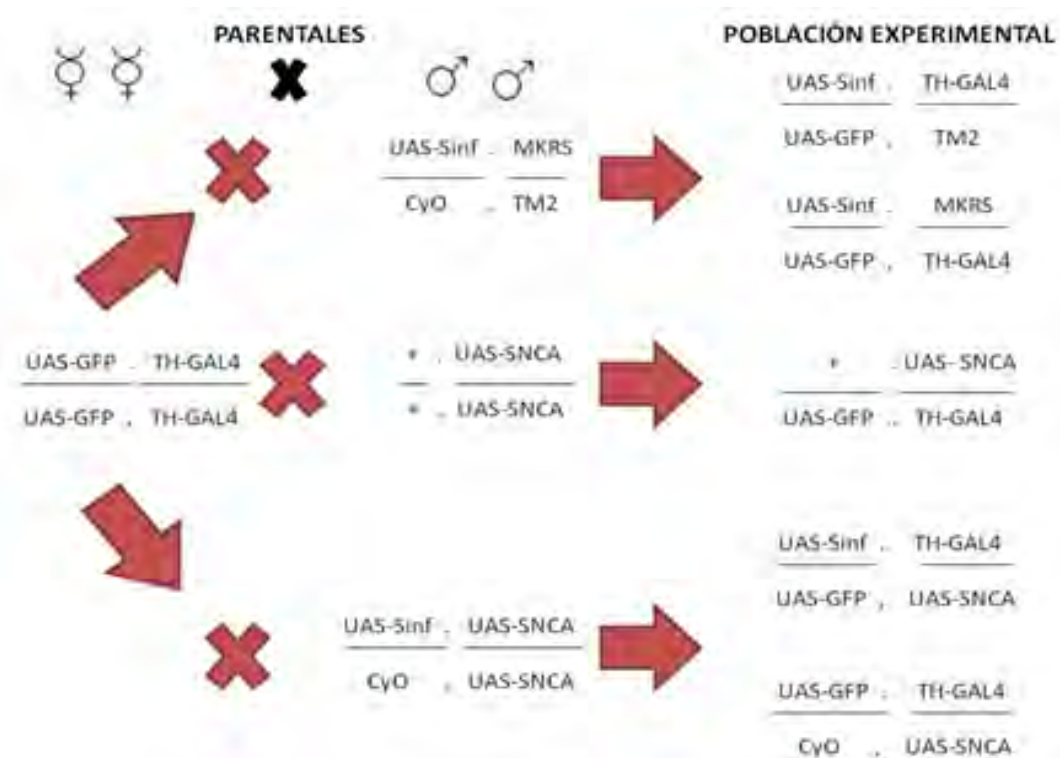 PARENTALES
POBLACIÓN EXPERIMENTAL
UAS-Sinf . MKRS
CyO . TM2
UAS-Sinf . TH-GAL4
UAS-GFP . TM2
UAS-Sinf . MKRS
UAS-GFP . TH-GAL4
UAS-GFP . TH-GAL4
UAS-GFP . TH-GAL4
+ . UAS-SNCA
+ . UAS-SNCA
+ . UAS- SNCA
UAS-GFP . TH-GAL4
UAS-Sinf . UAS-SNCA
CyO . UAS-SNCA
UAS-Sinf . TH-GAL4
UAS-GFP , UAS-SNCA
UAS-GFP . TH-GAL4
CyO . UAS-SNCA